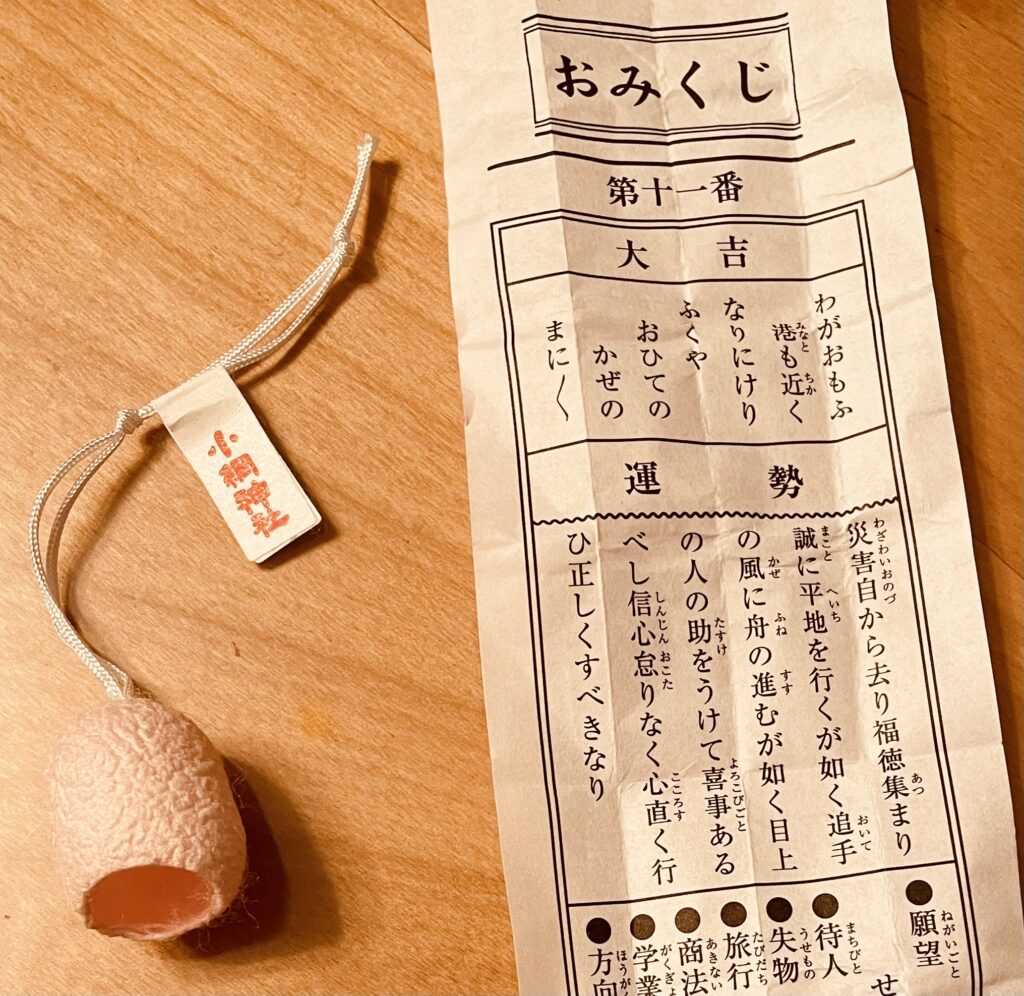 おみくじ
第十一番
大吉
わがおもふ
港も近く
なりにけり
ふくや
おひての
かぜの
まに〱
運勢
災害自から去り福徳集まり
誠に平地を行くが如く追手
の風に舟の進むが如く目上
の人の助をうけて喜事ある
べし信心怠りなく心直く行
ひ正しくすべきなり
●願望
せ
●待人
●失物
●旅行
●商法
●学業
●方向
小網神社